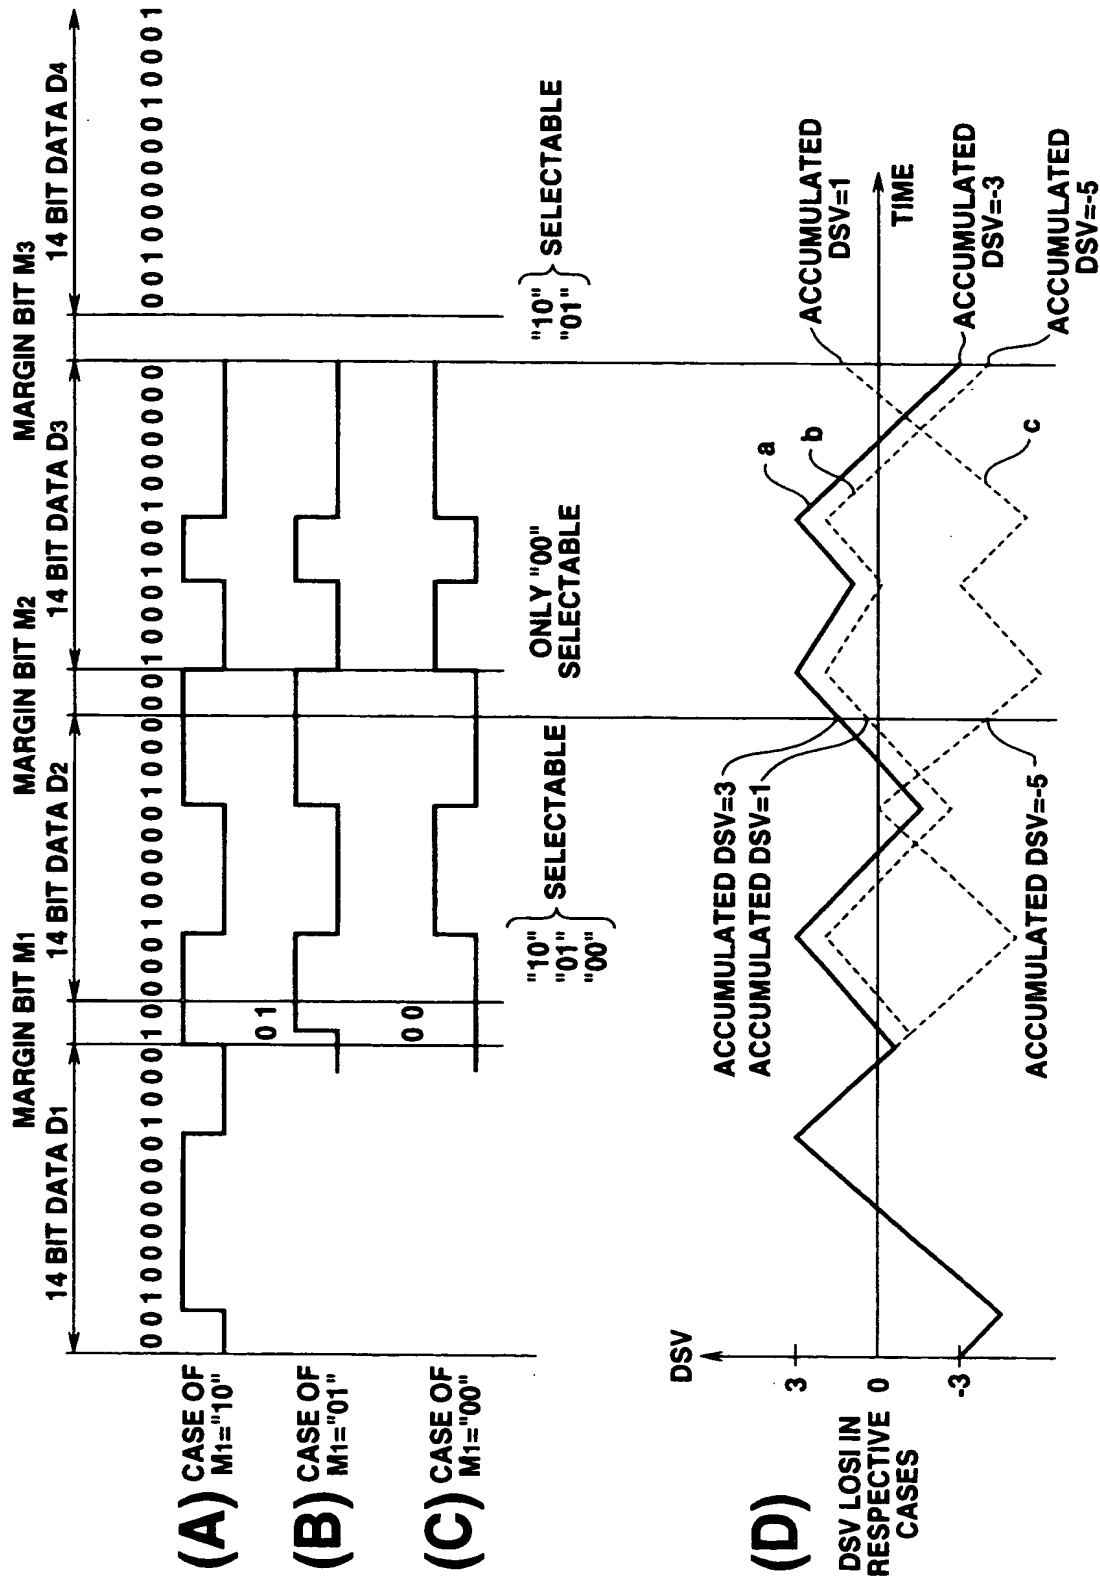 14 BIT DATA D1
MARGIN BIT M1
14 BIT DATA D2
MARGIN BIT M2
14 BIT DATA D3
MARGIN BIT M3
14 BIT DATA D4
0 0 1 0 0 0 0 0 0 0 1 0 0 0 1 0 0 0 0 1 0 0 0 0 0 1 0 0 0 0 0 1 0 0 0 1 0 0 1 0 0 0 0 0 0
0 0 1 0 0 0 0 0 0 1 0 0 0 1
(A) CASE OF
M1="10"
0 1
(B) CASE OF
M1="01"
0 0
(C) CASE OF
M1="00"
"10"
"01"
"00"
SELECTABLE
ONLY "00"
SELECTABLE
"10"
"01"
SELECTABLE
(D)
DSV LOSI IN
RESPECTIVE
CASES
DSV
3
0
-3
ACCUMULATED DSV=3
ACCUMULATED DSV=1
ACCUMULATED DSV=-5
a
b
c
ACCUMULATED
DSV=1
TIME
ACCUMULATED
DSV=-3
ACCUMULATED
DSV=-5